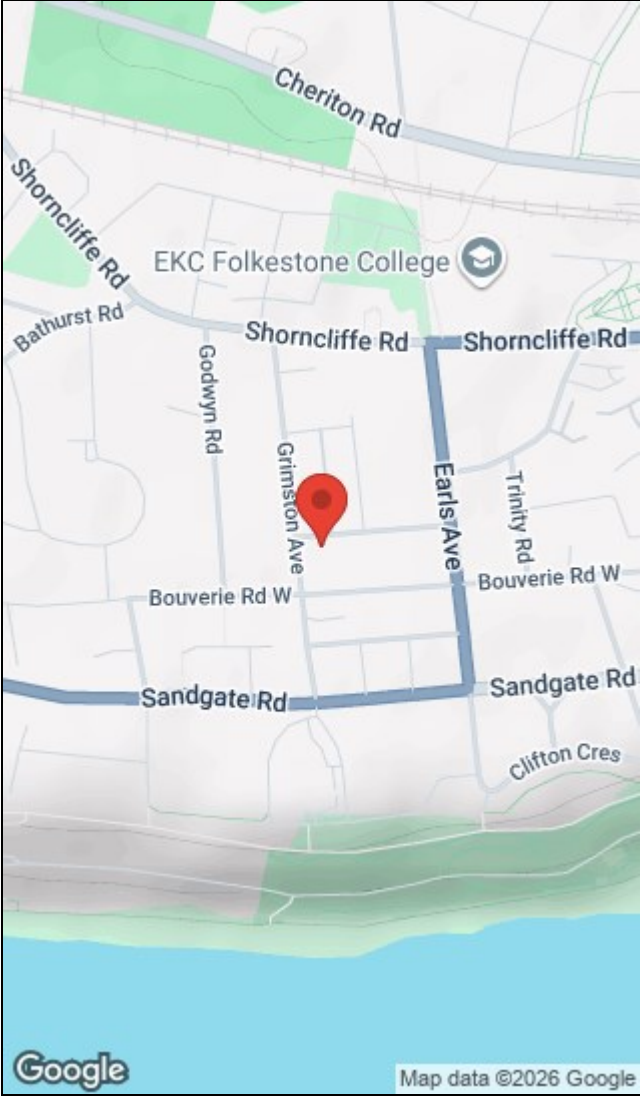 Cheriton Rd
Shorncliffe Rd
EKC Folkestone College
Bathurst Rd
Shorncliffe Rd
Shorncliffe Rd
Godwyn Rd
Grimston Ave
Earls Ave
Trinity Rd
Bouverie Rd W
Bouverie Rd W
Sandgate Rd
Sandgate Rd
Clifton Cres
Google
Map data ©2026 Google